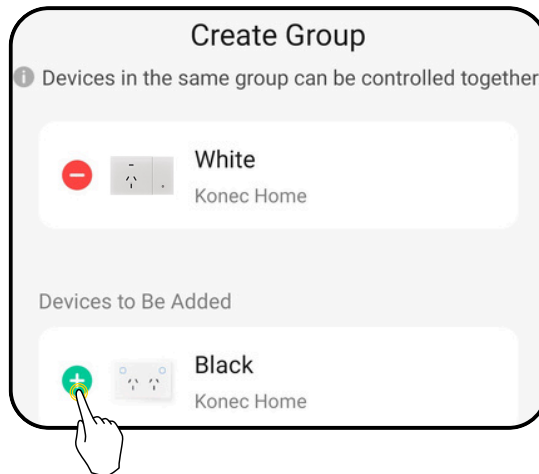 Create Group
Devices in the same group can be controlled together
White
Konec Home
Devices to Be Added
Black
Konec Home